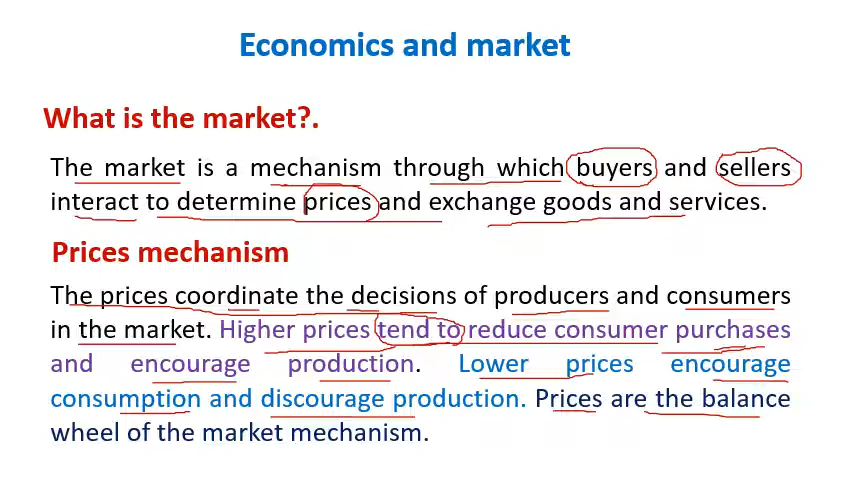 Economics and market
What is the market?.
The market is a mechanism through which buyers and sellers
interact to determine prices and exchange goods and services.
Prices mechanism
The prices coordinate the decisions of producers and consumers
in the market. Higher prices tend to reduce consumer purchases
and encourage production. Lower prices encourage
consumption and discourage production. Prices are the balance
wheel of the market mechanism.